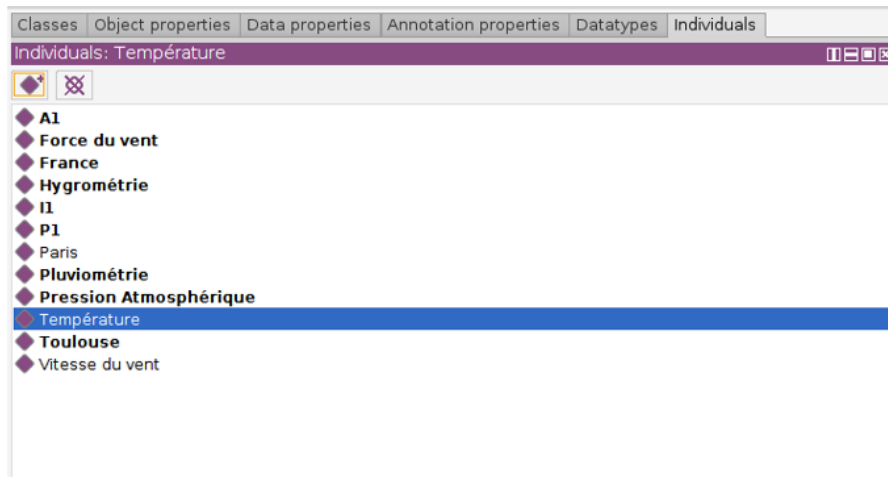 Classes Object properties Data properties Annotation properties Datatypes Individuals
Individuals: Température
A1
Force du vent
France
Hygrométrie
I1
P1
Paris
Pluviométrie
Pression Atmosphérique
Température
Toulouse
Vitesse du vent